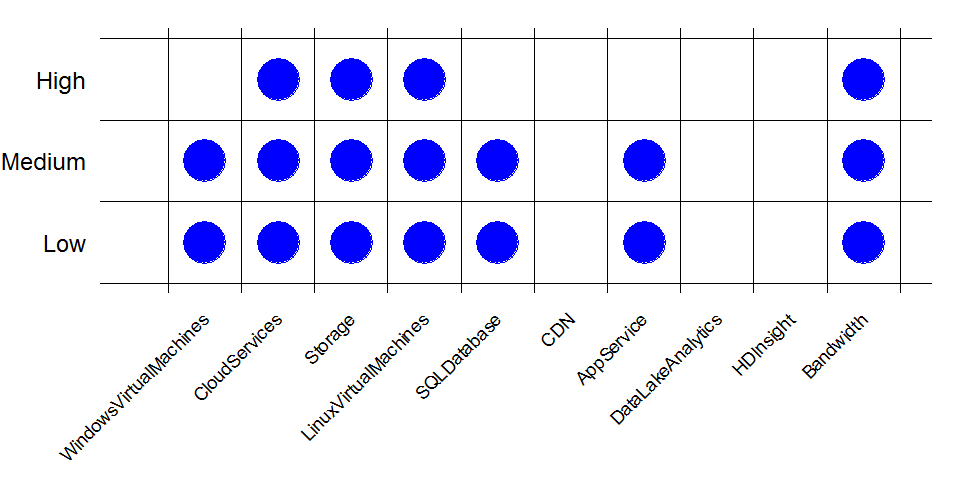 High
Medium
Low
WindowsVirtualMachines
CloudServices
Storage
LinuxVirtualMachines
SQLDatabase
CDN
AppService
DataLakeAnalytics
HDInsight
Bandwidth